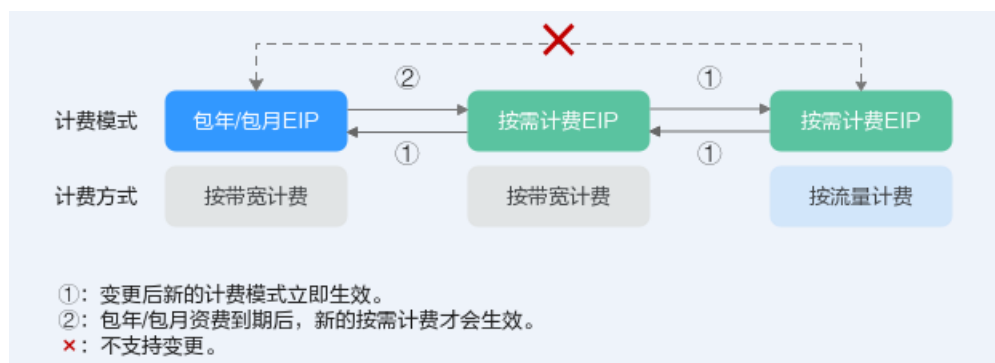 ②
①
计费模式
包年/包月EIP
按需计费EIP
按需计费EIP
①
①
计费方式
按带宽计费
按带宽计费
按流量计费
①：变更后新的计费模式立即生效。
②：包年/包月资费到期后，新的按需计费才会生效。
×：不支持变更。